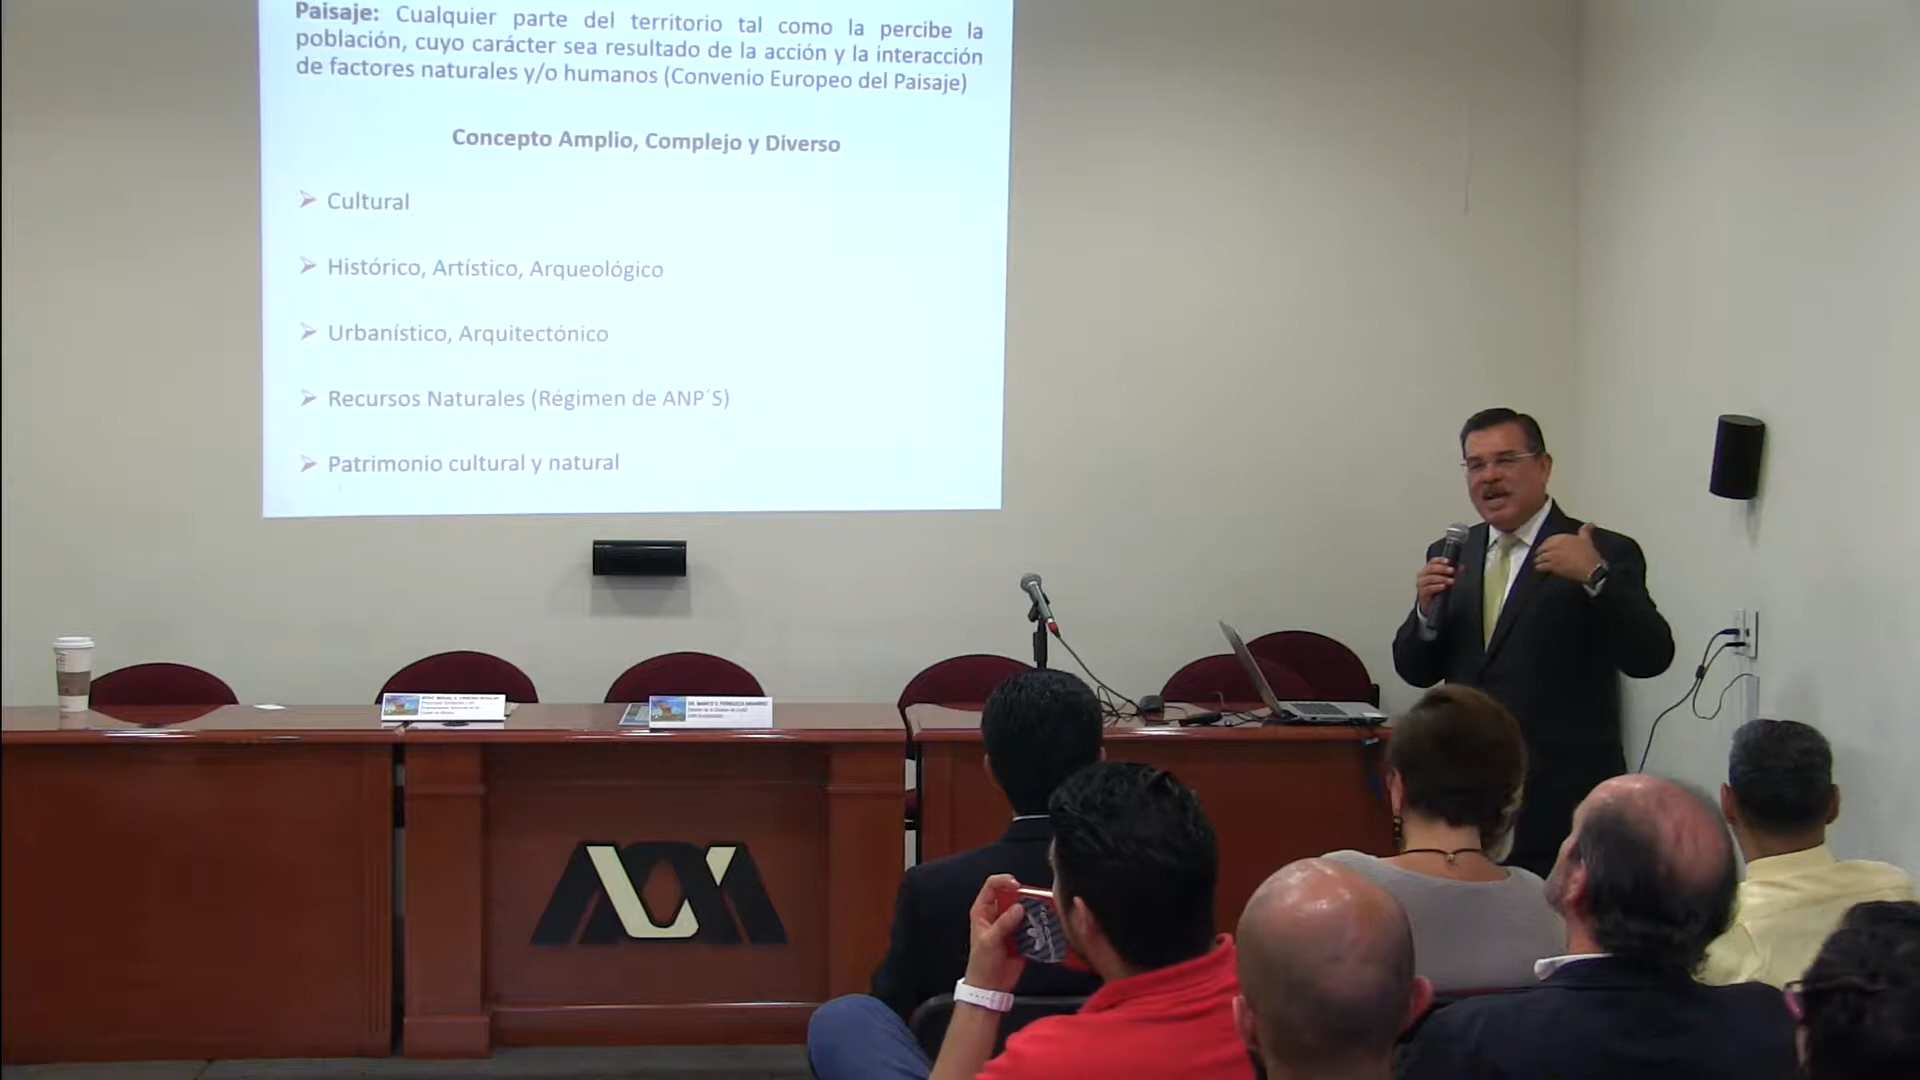 Paisaje: Cualquier parte del territorio tal como la percibe la
población, cuyo carácter sea resultado de la acción y la interacción
de factores naturales y/o humanos (Convenio Europeo del Paisaje)
Concepto Amplio, Complejo y Diverso
Cultural
Histórico, Artístico, Arqueológico
Urbanístico, Arquitectónico
Recursos Naturales (Régimen de ANP´S)
Patrimonio cultural y natural